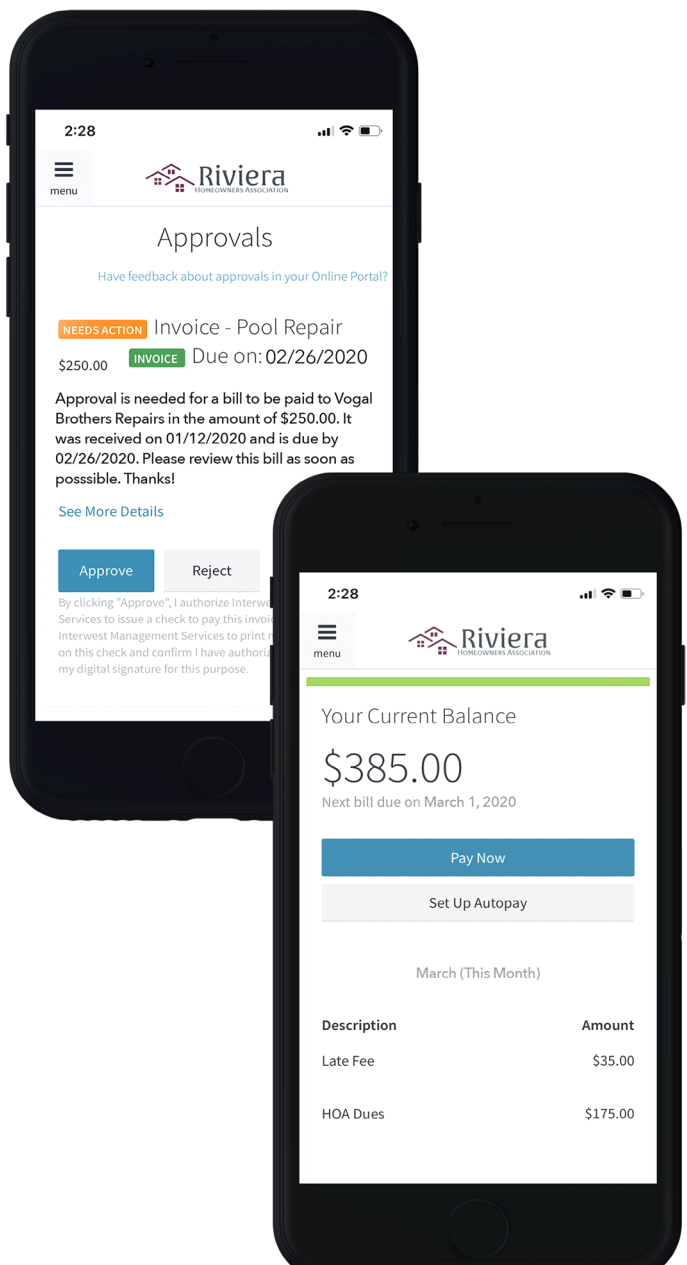 2:28
menu
Riviera
HOMEOWNERS ASSOCIATION
Approvals
Have feedback about approvals in your Online Portal?
NEEDS ACTION Invoice - Pool Repair
$250.00 INVOICE Due on: 02/26/2020
Approval is needed for a bill to be paid to Vogal
Brothers Repairs in the amount of $250.00. It
was received on 01/12/2020 and is due by
02/26/2020. Please review this bill as soon as
posssible. Thanks!
See More Details
Approve Reject
By clicking "Approve", I authorize
Services to issue a check to pay this
Interwest Management Services to print
on this check and confirm I have
my digital signature for this purpose.
2:28
menu
Riviera
HOMEOWNERS ASSOCIATION
Your Current Balance
$385.00
Next bill due on March 1, 2020
Pay Now
Set Up Autopay
March (This Month)
Description Amount
Late Fee $35.00
HOA Dues $175.00